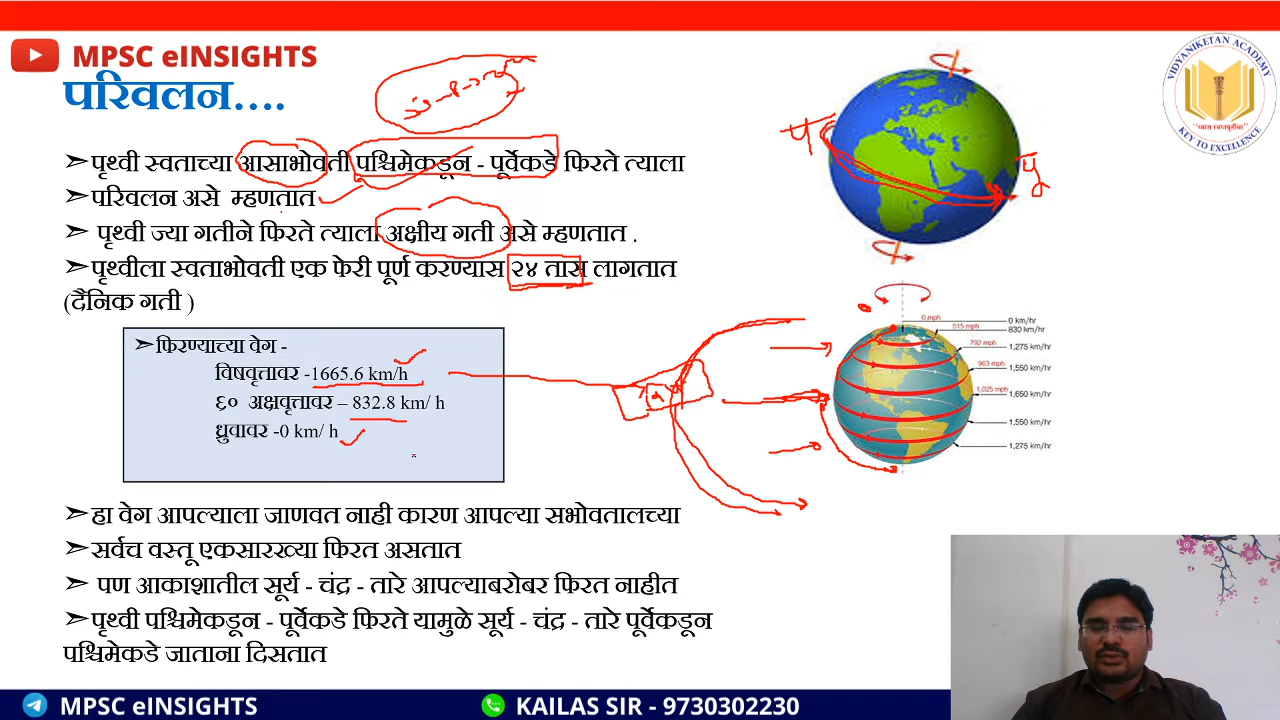 MPSC eINSIGHTS
परिवलन....
➢पृथ्वी स्वताच्या आसाभोवती पश्चिमेकडून - पूर्वेकडे फिरते त्याला
➢परिवलन असे म्हणतात
➢ पृथ्वी ज्या गतीने फिरते त्याला अक्षीय गती असे म्हणतात .
➢पृथ्वीला स्वताभोवती एक फेरी पूर्ण करण्यास २४ तास लागतात
(दैनिक गती )
➢फिरण्याच्या वेग -
विषवृत्तावर -1665.6 km/h
६० अक्षवृत्तावर – 832.8 km/ h
ध्रुवावर -0 km/ h
➢हा वेग आपल्याला जाणवत नाही कारण आपल्या सभोवतालच्या
➢सर्वच वस्तू एकसारख्या फिरत असतात
➢ पण आकाशातील सूर्य - चंद्र - तारे आपल्याबरोबर फिरत नाहीत
➢पृथ्वी पश्चिमेकडून - पूर्वेकडे फिरते यामुळे सूर्य - चंद्र - तारे पूर्वेकडून
पश्चिमेकडे जाताना दिसतात
प
पू
0 mph
0 km/hr
515 mph
830 km/hr
792 mph
1,275 km/hr
963 mph
1,550 km/hr
1,025 mph
1,650 km/hr
1,550 km/hr
1,275 km/hr
VIDYANIKETAN ACADEMY
"ध्यास स्वप्नपूर्तीचा"
KEY TO EXCELLENCE
MPSC eINSIGHTS
KAILAS SIR - 9730302230